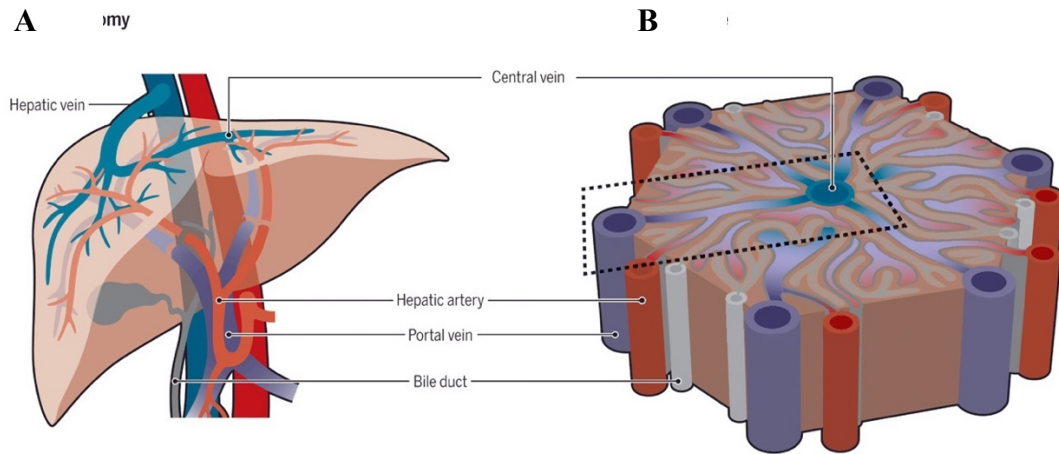 A omy B
Central vein
Hepatic vein
Hepatic artery
Portal vein
Bile duct